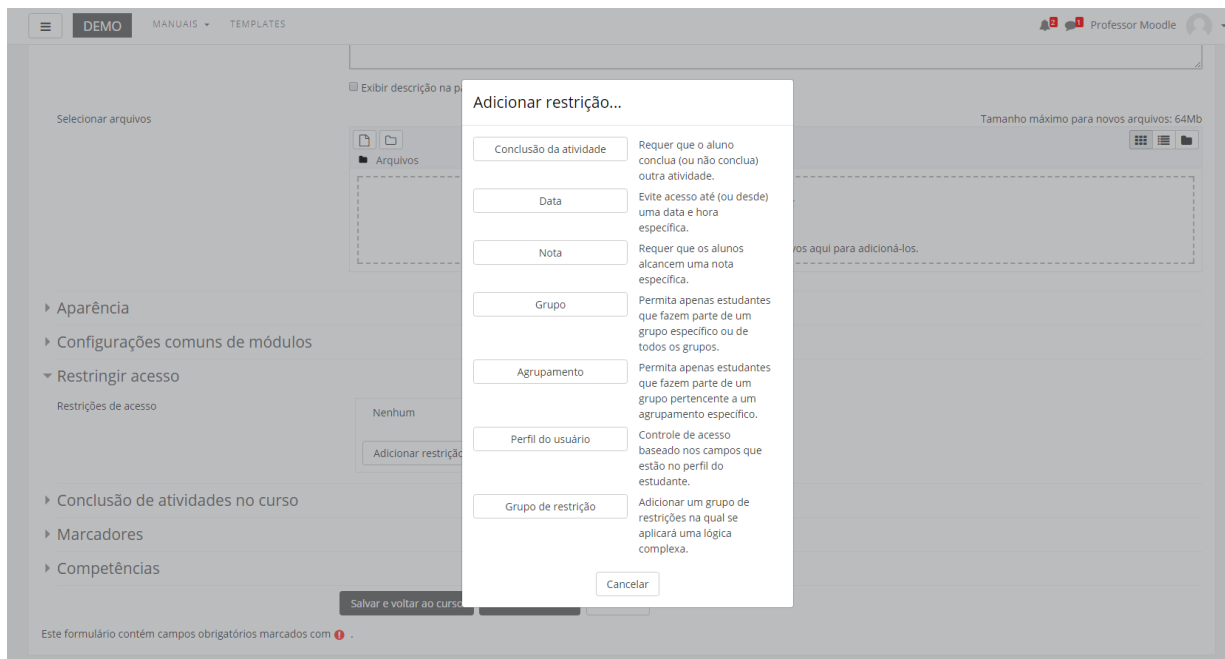 DEMO MANUAIS TEMPLATES 2 1 Professor Moodle
Exibir descrição na
Adicionar restrição...
Selecionar arquivos
Tamanho máximo para novos arquivos: 64Mb
Arquivos
Conclusão da atividade
Requer que o aluno
conclua (ou não conclua)
outra atividade.
Data
Evite acesso até (ou desde)
uma data e hora
específica.
Nota
Requer que os alunos
alcancem uma nota
específica.
vos aqui para adicioná-los.
Grupo
Permita apenas estudantes
que fazem parte de um
grupo específico ou de
todos os grupos.
Agrupamento
Permita apenas estudantes
que fazem parte de um
grupo pertencente a um
agrupamento específico.
Perfil do usuário
Controle de acesso
baseado nos campos que
estão no perfil do
estudante.
Grupo de restrição
Adicionar um grupo de
restrições na qual se
aplicará uma lógica
complexa.
Cancelar
Aparência
Configurações comuns de módulos
Restringir acesso
Restrições de acesso
Nenhum
Adicionar restrição
Conclusão de atividades no curso
Marcadores
Competências
Salvar e voltar ao curso
Este formulário contém campos obrigatórios marcados com .